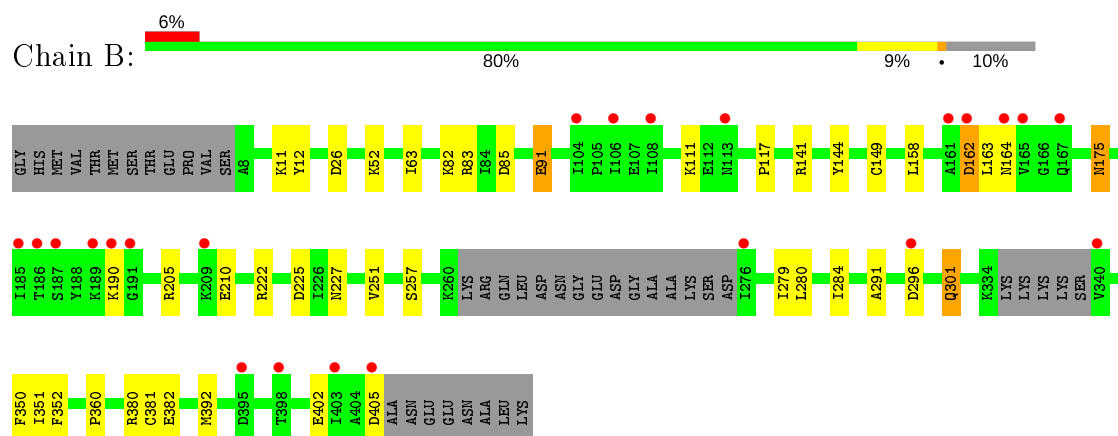 6%
Chain B:
80% 9% • 10%
GLY HIS MET VAL THR MET SER THR GLU PRO VAL SER A8 K11 Y12 D26 K52 I63 K82 R83 I84 D85 E91 I104 P105 I106 E107 I108 K111 E112 N113 P117 R141 Y144 C149 L158 A161 D162 L163 N164 V165 G166 Q167 N175
I185 T186 S187 Y188 K189 K190 G191 R205 K209 E210 R222 D225 I226 N227 V251 S257 K260 LYS ARG GLN LEU ASP ASN GLY GLU ASP GLY ALA ALA LYS SER ASP I276 I279 L280 I284 A291 D296 Q301 K334 LYS LYS LYS LYS SER V340
F350 I351 F352 P360 R380 C381 E382 M392 D395 T398 E402 I403 A404 D405 ALA ASN GLU GLU ASN ALA LEU LYS